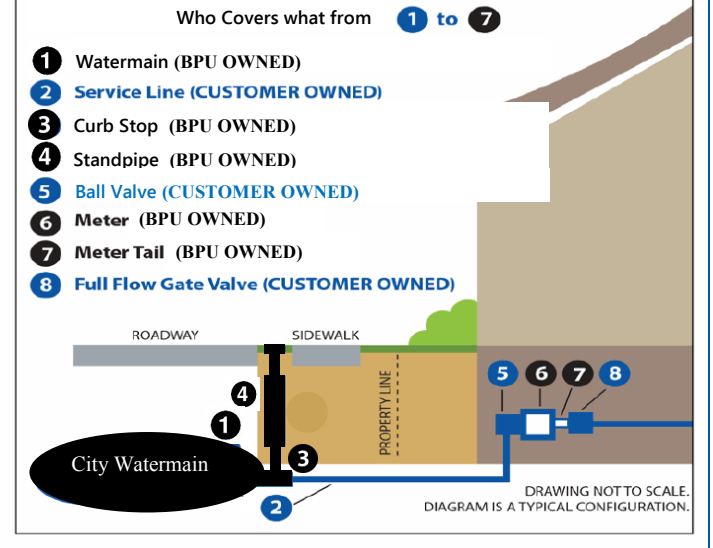 Who Covers what from 1 to 7
1 Watermain (BPU OWNED)
2 Service Line (CUSTOMER OWNED)
3 Curb Stop (BPU OWNED)
4 Standpipe (BPU OWNED)
5 Ball Valve (CUSTOMER OWNED)
6 Meter (BPU OWNED)
7 Meter Tail (BPU OWNED)
8 Full Flow Gate Valve (CUSTOMER OWNED)
ROADWAY SIDEWALK
5 6 7 8
4
PROPERTY LINE
1
3
City Watermain
2
DRAWING NOT TO SCALE.
DIAGRAM IS A TYPICAL CONFIGURATION.